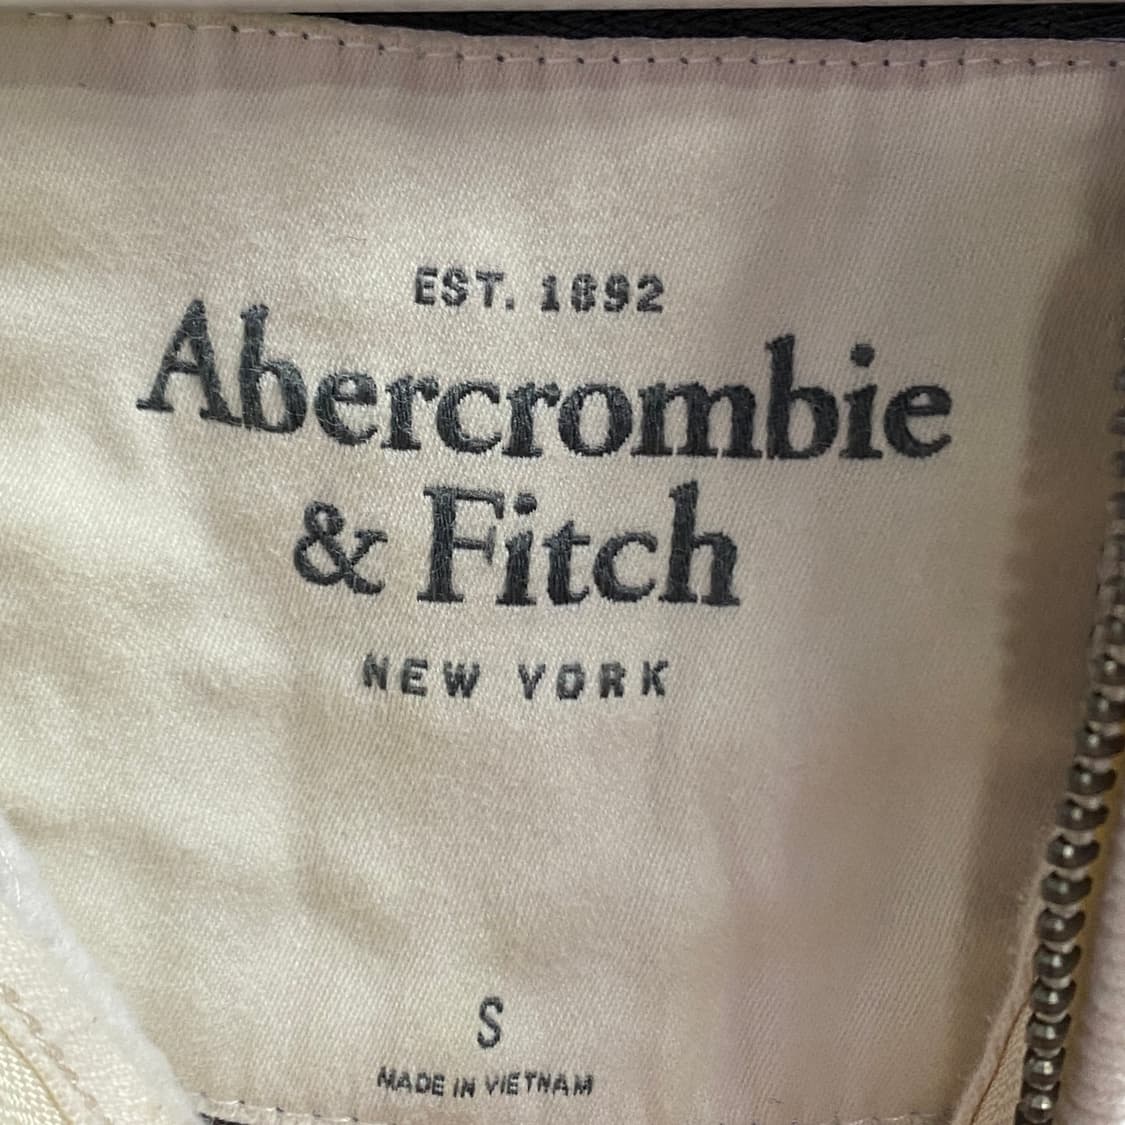 EST. 1892
Abercrombie
& Fitch
NEW YORK
S
MADE IN VIETNAM